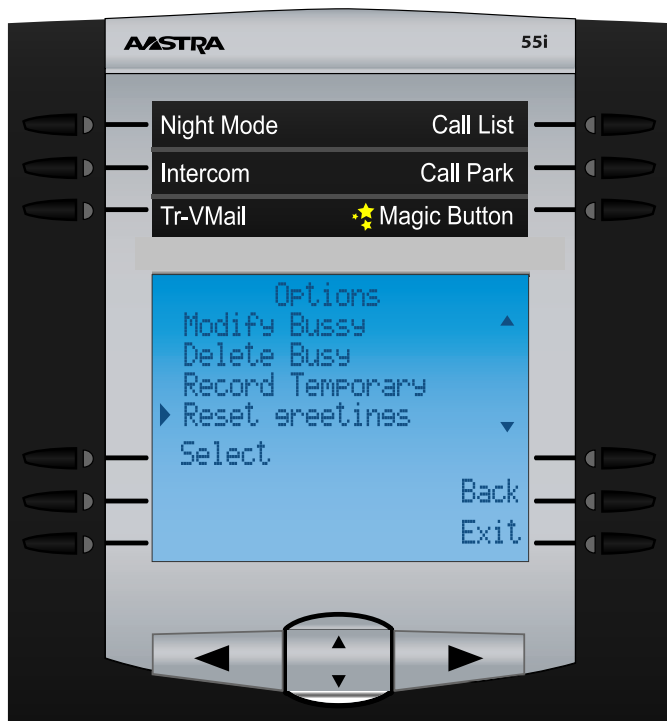 AASTRA 55i
Night Mode Call List
Intercom Call Park
Tr-VMail Magic Button
Options
Modify Bussy
Delete Busy
Record Temporary
Reset greetings
Select
Back
Exit